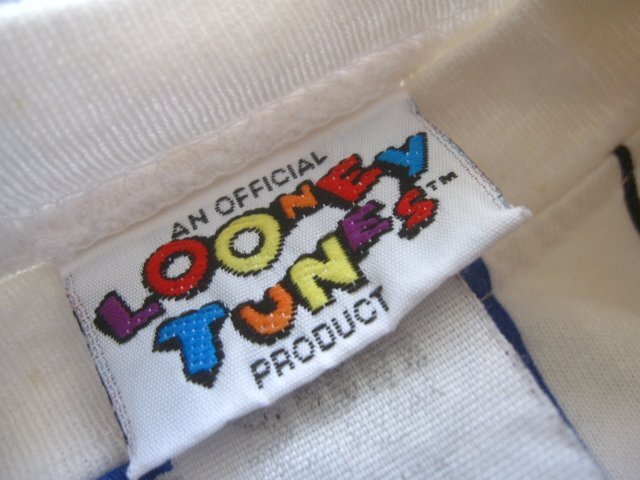 AN OFFICIAL
LOONEY
TUNES™
PRODUCT